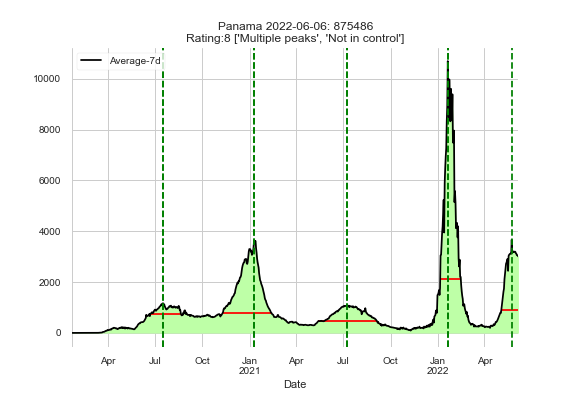 Panama 2022-06-06: 875486
Rating:8 ['Multiple peaks', 'Not in control']
Average-7d
10000
8000
6000
4000
2000
0
Apr Jul Oct Jan Apr Jul Oct Jan Apr
2021 2022
Date